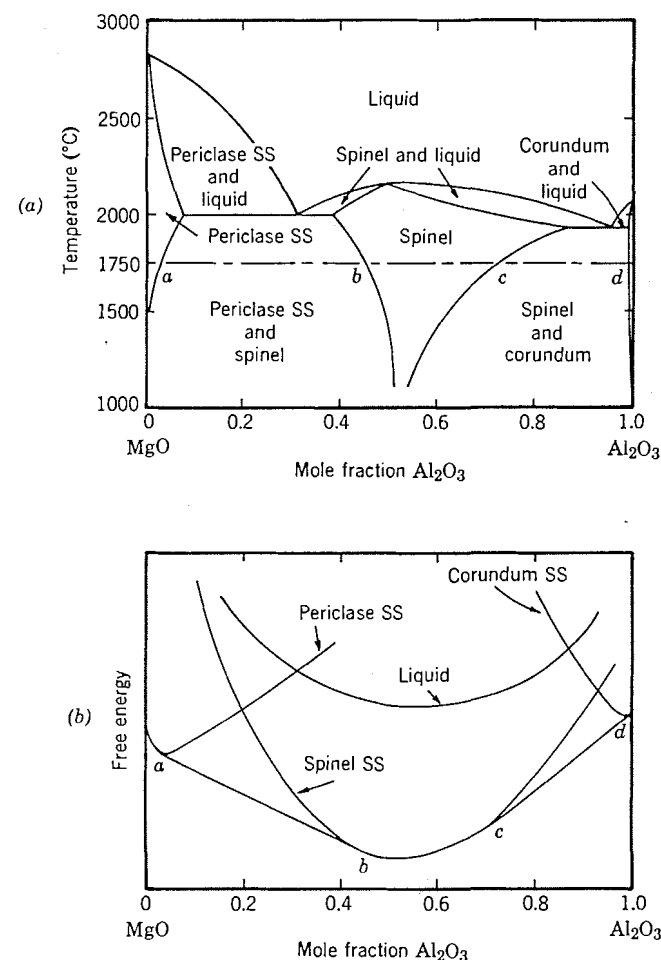 (a)
Temperature (°C)
3000
2500
2000
1750
1500
1000
Liquid
Periclase SS
and
liquid
Spinel and liquid
Corundum
and
liquid
Periclase SS
Spinel
a
b
c
d
Periclase SS
and
spinel
Spinel
and
corundum
0 0.2 0.4 0.6 0.8 1.0
MgO Al₂O₃
Mole fraction Al₂O₃
(b)
Free energy
Corundum SS
Periclase SS
Liquid
Spinel SS
a
b
c
d
0 0.2 0.4 0.6 0.8 1.0
MgO Al₂O₃
Mole fraction Al₂O₃